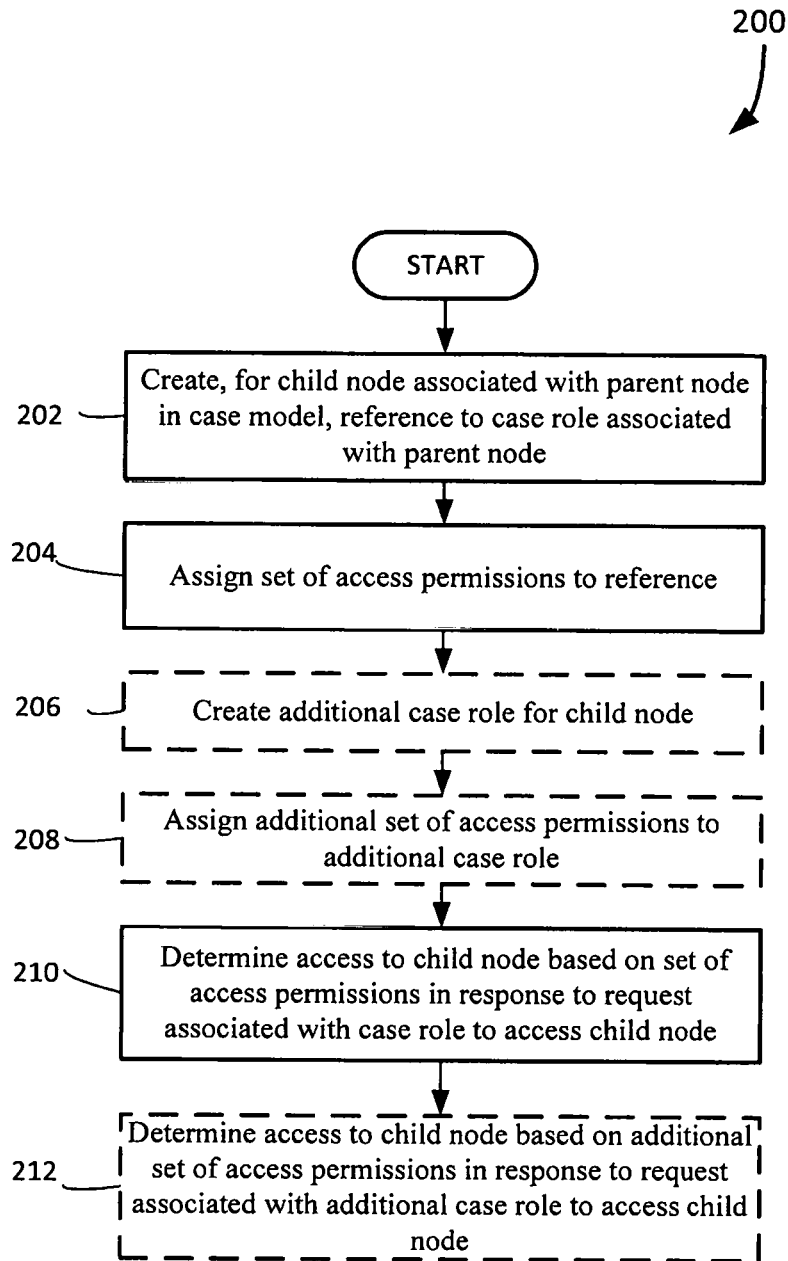 200
START
202
Create, for child node associated with parent node
in case model, reference to case role associated
with parent node
204
Assign set of access permissions to reference
206
Create additional case role for child node
208
Assign additional set of access permissions to
additional case role
210
Determine access to child node based on set of
access permissions in response to request
associated with case role to access child node
212
Determine access to child node based on additional
set of access permissions in response to request
associated with additional case role to access child
node